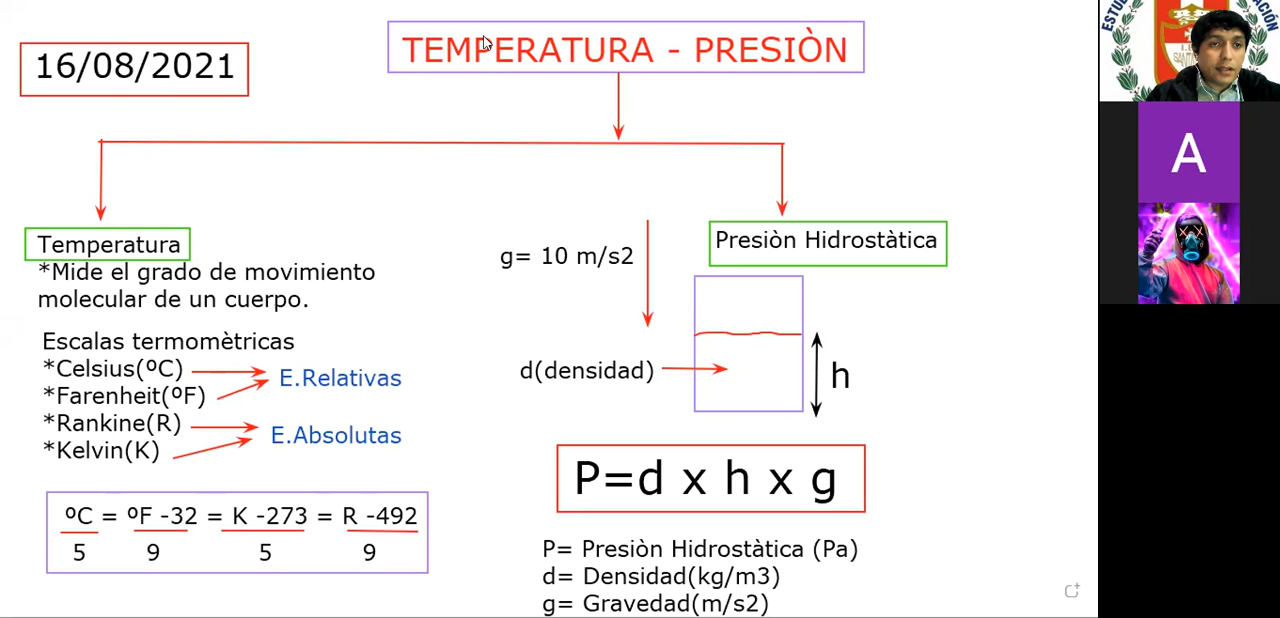 16/08/2021
TEMPERATURA - PRESIÒN
Temperatura
*Mide el grado de movimiento
molecular de un cuerpo.
Escalas termomètricas
*Celsius(ºC)
*Farenheit(ºF)
E.Relativas
*Rankine(R)
*Kelvin(K)
E.Absolutas
ºC = ºF -32 = K -273 = R -492
5 9 5 9
g= 10 m/s2
Presiòn Hidrostàtica
d(densidad)
h
P=d x h x g
P= Presiòn Hidrostàtica (Pa)
d= Densidad(kg/m3)
g= Gravedad(m/s2)
A